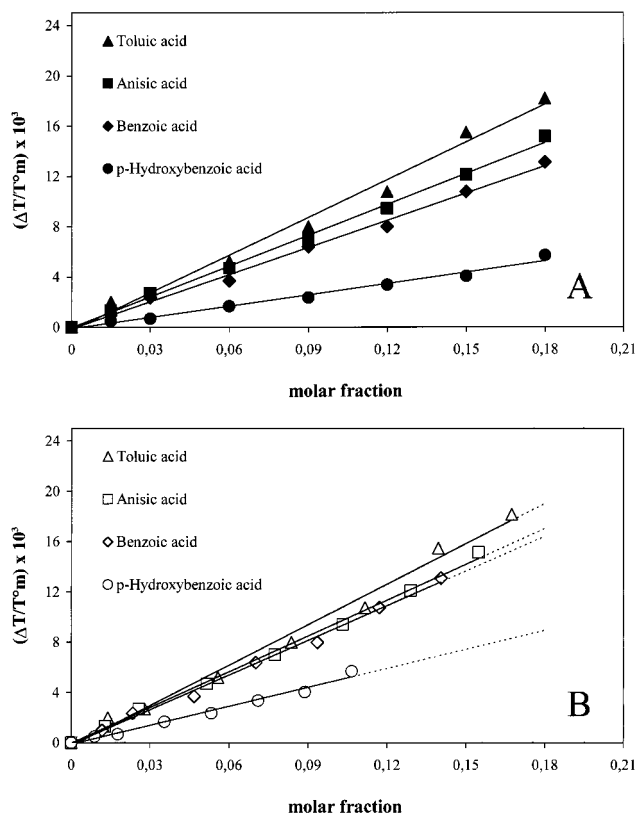 24
20
16
12
8
4
0
(ΔT/T°m) x 10³
Toluic acid
Anisic acid
Benzoic acid
p-Hydroxybenzoic acid
A
0 0,03 0,06 0,09 0,12 0,15 0,18 0,21
molar fraction
24
20
16
12
8
4
0
(ΔT/T°m) x 10³
Toluic acid
Anisic acid
Benzoic acid
p-Hydroxybenzoic acid
B
0 0,03 0,06 0,09 0,12 0,15 0,18 0,21
molar fraction